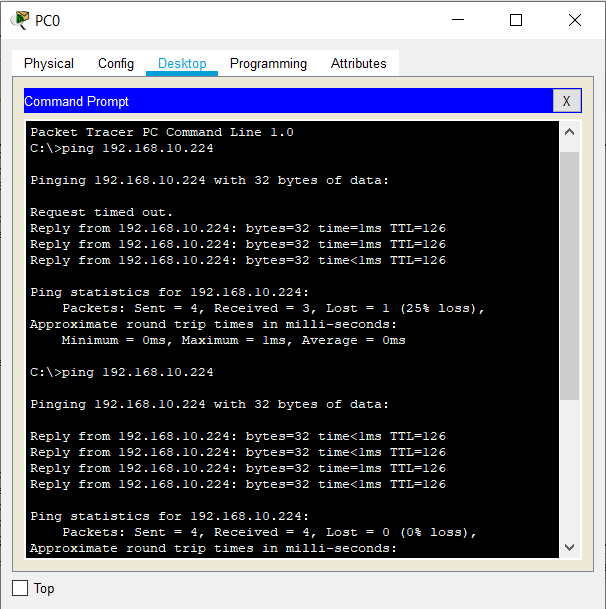 PC0
Physical Config Desktop Programming Attributes
Command Prompt X
Packet Tracer PC Command Line 1.0
C:\>ping 192.168.10.224
Pinging 192.168.10.224 with 32 bytes of data:
Request timed out.
Reply from 192.168.10.224: bytes=32 time=1ms TTL=126
Reply from 192.168.10.224: bytes=32 time=1ms TTL=126
Reply from 192.168.10.224: bytes=32 time<1ms TTL=126
Ping statistics for 192.168.10.224:
Packets: Sent = 4, Received = 3, Lost = 1 (25% loss),
Approximate round trip times in milli-seconds:
Minimum = 0ms, Maximum = 1ms, Average = 0ms
C:\>ping 192.168.10.224
Pinging 192.168.10.224 with 32 bytes of data:
Reply from 192.168.10.224: bytes=32 time<1ms TTL=126
Reply from 192.168.10.224: bytes=32 time<1ms TTL=126
Reply from 192.168.10.224: bytes=32 time=1ms TTL=126
Reply from 192.168.10.224: bytes=32 time<1ms TTL=126
Ping statistics for 192.168.10.224:
Packets: Sent = 4, Received = 4, Lost = 0 (0% loss),
Approximate round trip times in milli-seconds:
Top